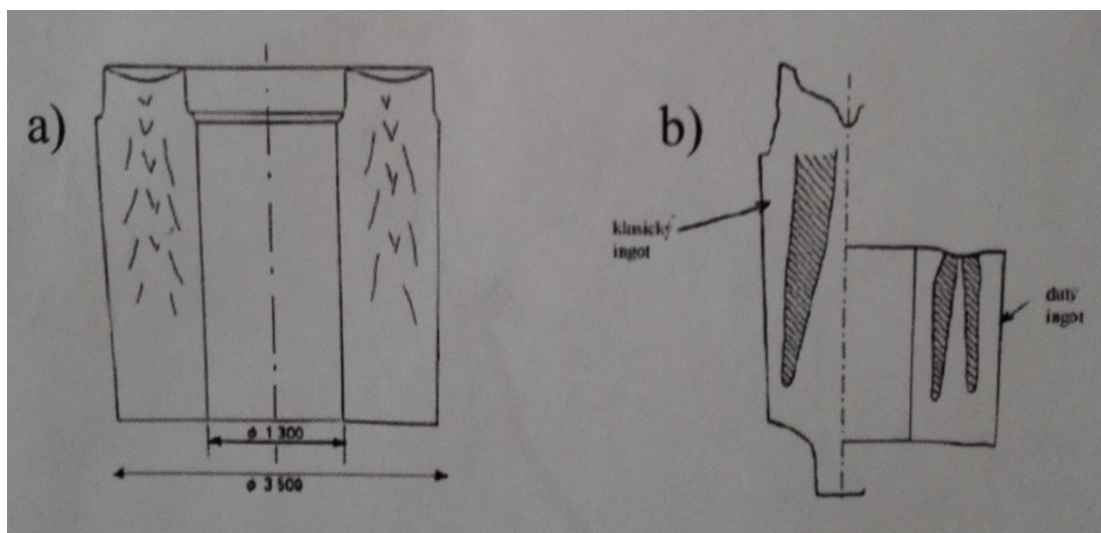 a)
b)
klasický
ingot
dutý
ingot
ø 1 300
ø 3 500